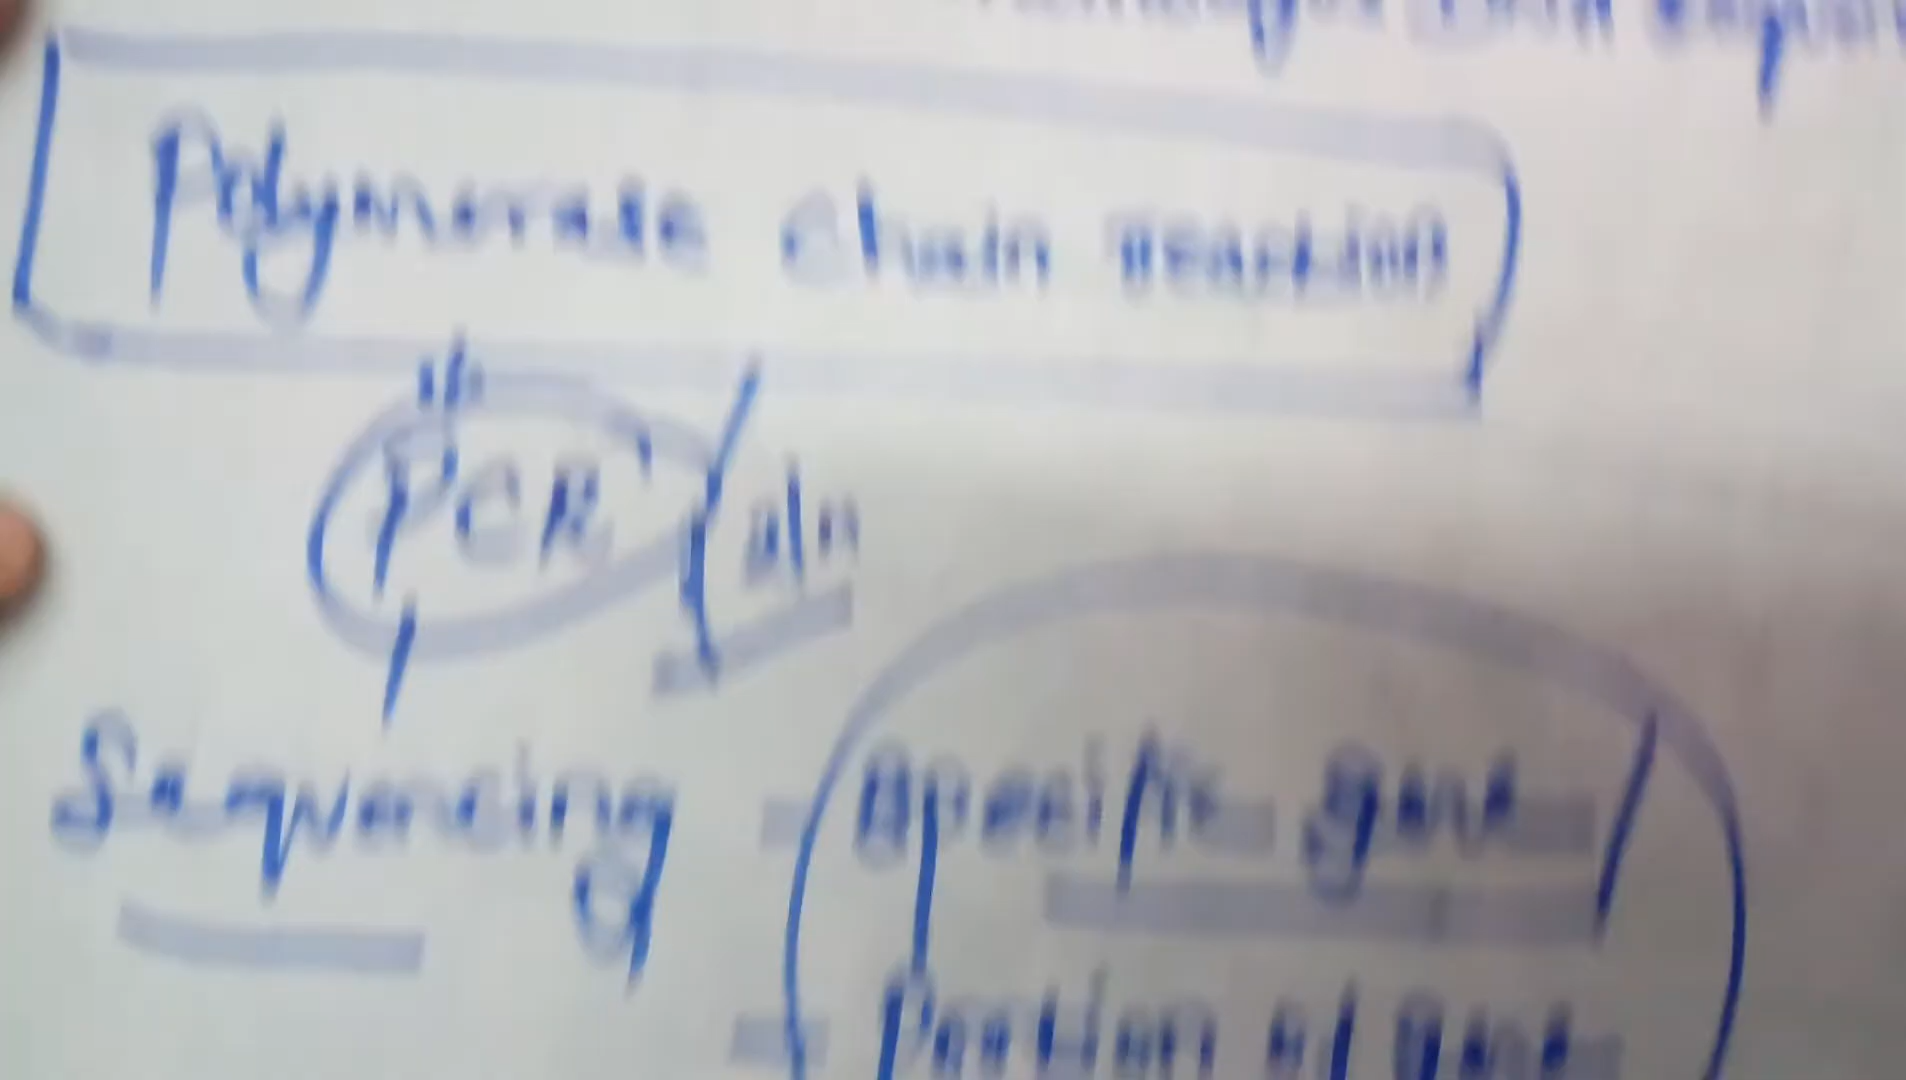 Polymerase chain reaction
PCR
Sequencing - specific gene
- Portion of gene